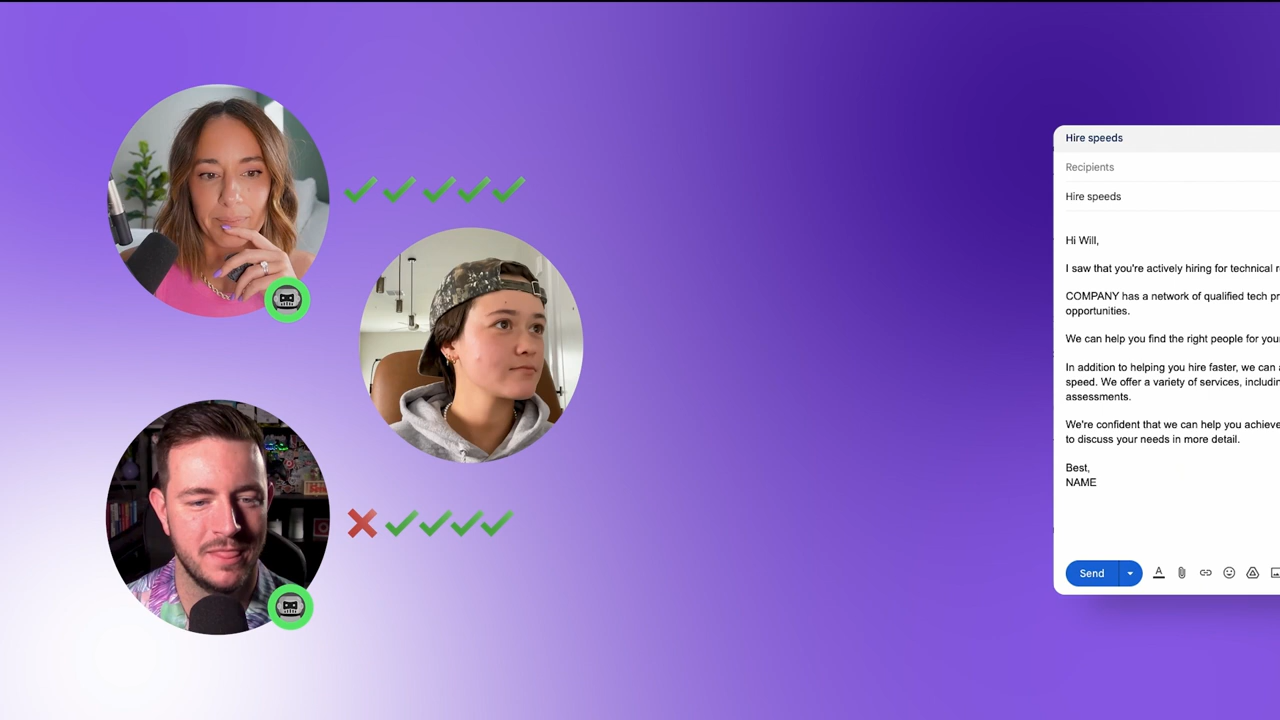 Hire speeds
Recipients
Hire speeds
Hi Will,
I saw that you're actively hiring for technical
COMPANY has a network of qualified tech
opportunities.
We can help you find the right people for
In addition to helping you hire faster, we can
speed. We offer a variety of services,
assessments.
We're confident that we can help you achieve
to discuss your needs in more detail.
Best,
NAME
Send